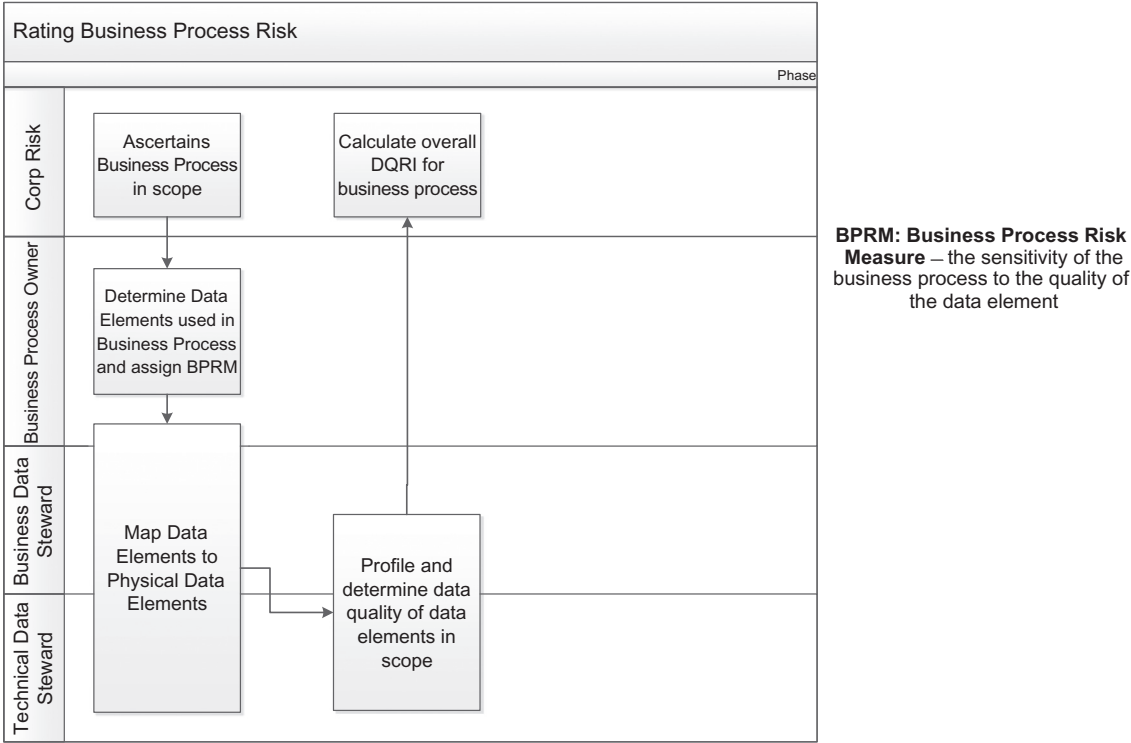 Rating Business Process Risk
Phase
Corp Risk
Ascertains
Business Process
in scope
Calculate overall
DQRI for
business process
Business Process Owner
Determine Data
Elements used in
Business Process
and assign BPRM
Business Data
Steward
Technical Data
Steward
Map Data
Elements to
Physical Data
Elements
Profile and
determine data
quality of data
elements in
scope
BPRM: Business Process Risk
Measure – the sensitivity of the
business process to the quality of
the data element